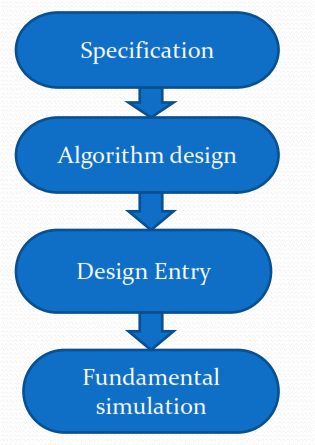 Specification
Algorithm design
Design Entry
Fundamental
simulation